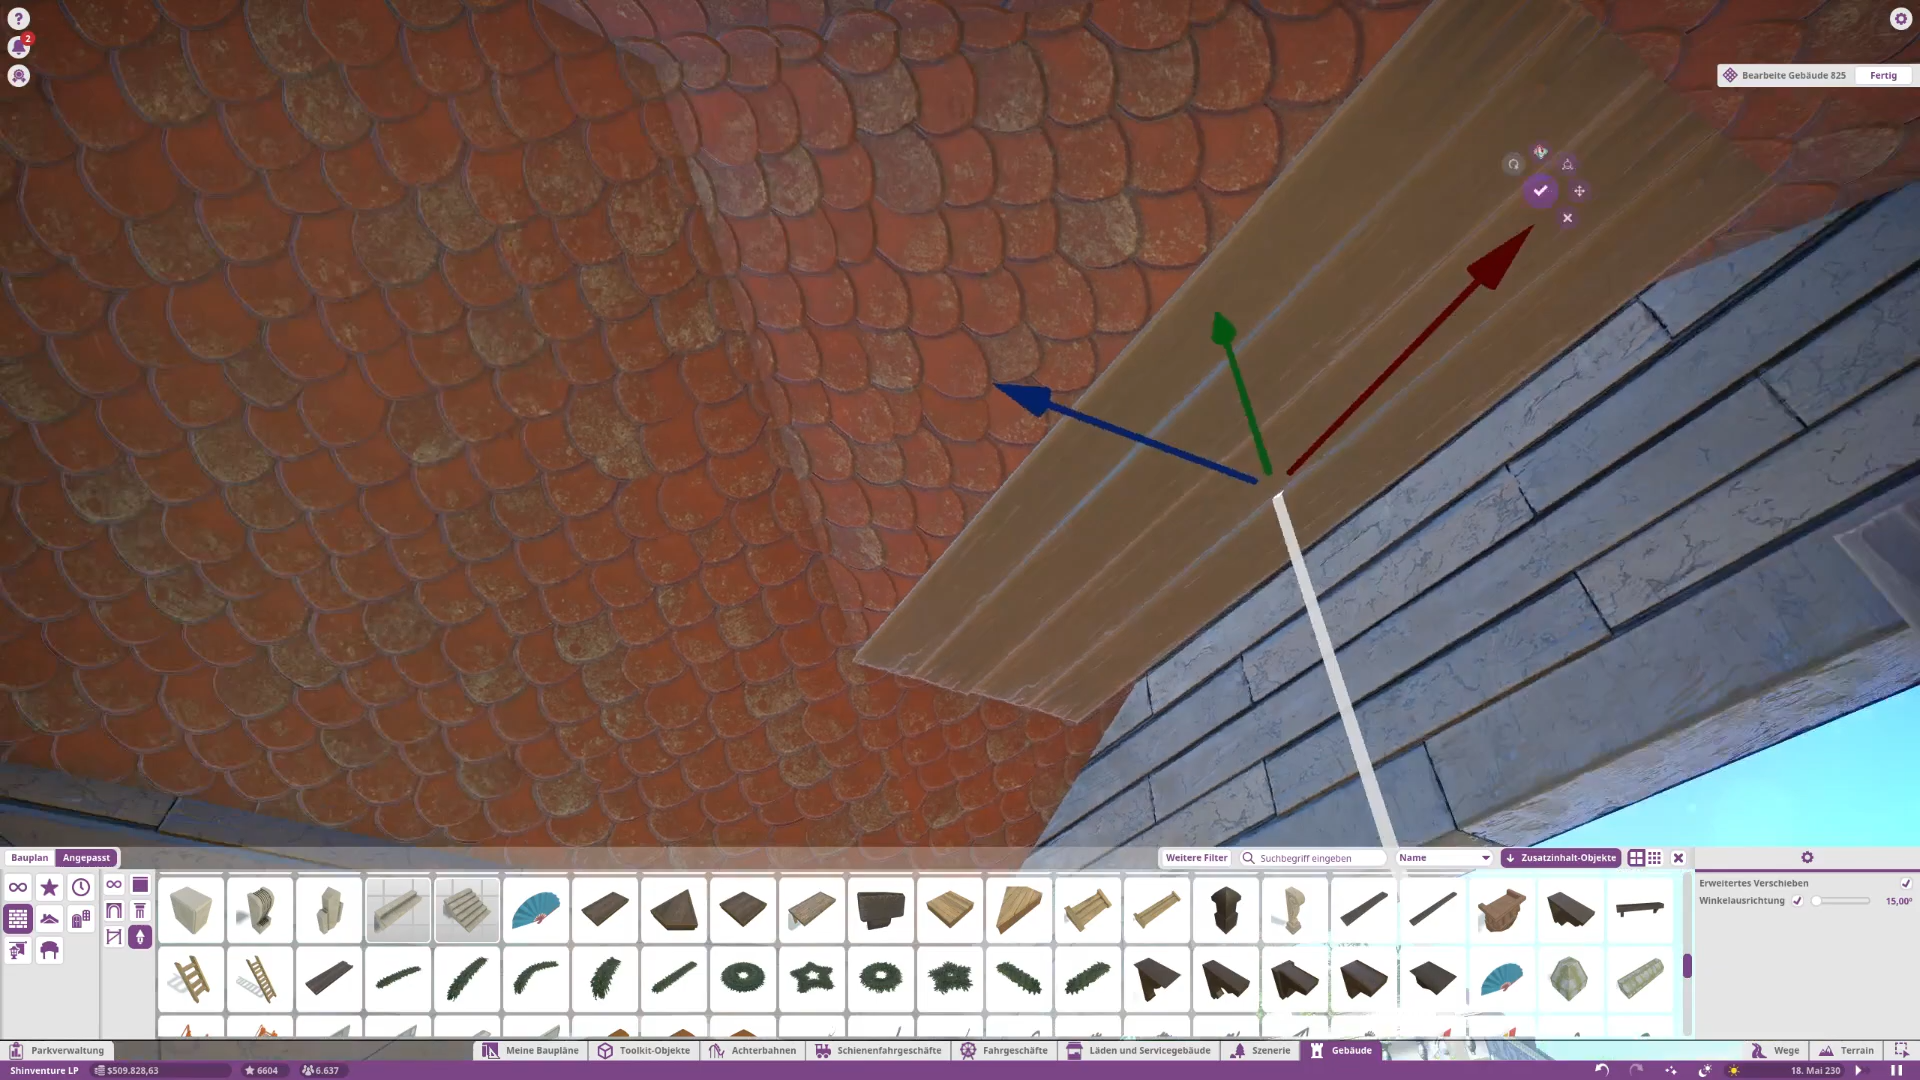 ?
2
Bearbeite Gebäude 825
Fertig
Bauplan
Angepasst
Weitere Filter
Suchbegriff eingeben
Name
Zusatzinhalt-Objekte
Erweitertes Verschieben
Winkelausrichtung
15,00°
Parkverwaltung
Meine Baupläne
Toolkit-Objekte
Achterbahnen
Schienenfahrgeschäfte
Fahrgeschäfte
Läden und Servicegebäude
Szenerie
Gebäude
Wege
Terrain
Shinventure LP
$509.828,63
6604
6.637
18. Mai 230